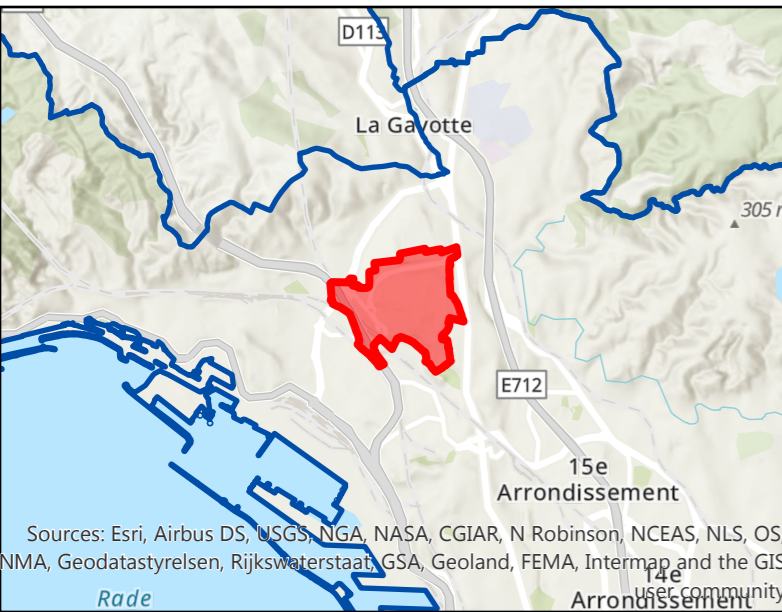 D113
La Gavotte
305 m
E712
15e
Arrondissement
Sources: Esri, Airbus DS, USGS, NGA, NASA, CGIAR, N Robinson, NCEAS, NLS, OS,
NMA, Geodatastyrelsen, Rijkswaterstaat, GSA, Geoland, FEMA, Intermap and the GIS
user community
14e
Arrondissement
Rade